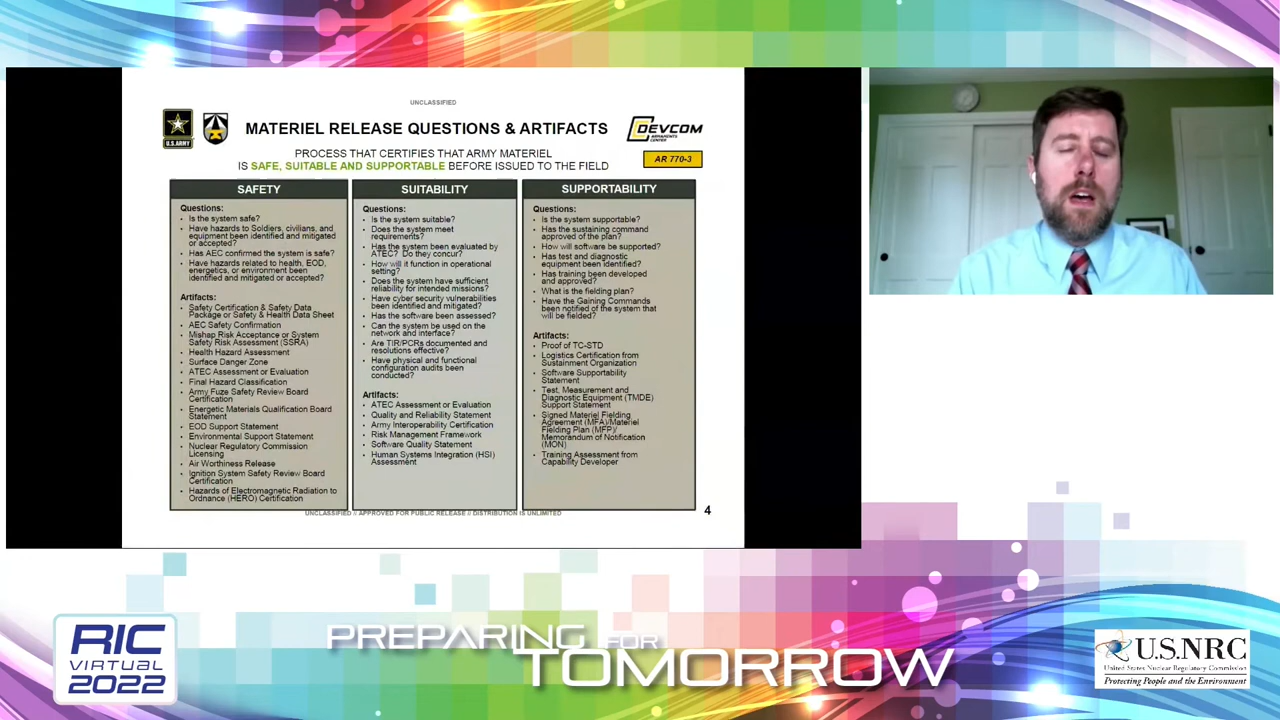 UNCLASSIFIED
U.S.ARMY
MATERIEL RELEASE QUESTIONS & ARTIFACTS
DEVCOM
ARMAMENTS
CENTER
PROCESS THAT CERTIFIES THAT ARMY MATERIEL
IS SAFE, SUITABLE AND SUPPORTABLE BEFORE ISSUED TO THE FIELD
AR 770-3
SAFETY
Questions:
• Is the system safe?
• Have hazards to Soldiers, civilians, and
equipment been identified and mitigated
or accepted?
• Has AEC confirmed the system is safe?
• Have hazards related to health, EOD,
energetics, or environment been
identified and mitigated or accepted?
Artifacts:
• Safety Certification & Safety Data
Package or Safety & Health Data Sheet
• AEC Safety Confirmation
• Mishap Risk Acceptance or System
Safety Risk Assessment (SSRA)
• Health Hazard Assessment
• Surface Danger Zone
• ATEC Assessment or Evaluation
• Final Hazard Classification
• Army Fuze Safety Review Board
Certification
• Energetic Materials Qualification Board
Statement
• EOD Support Statement
• Environmental Support Statement
• Nuclear Regulatory Commission
Licensing
• Air Worthiness Release
• Ignition System Safety Review Board
Certification
• Hazards of Electromagnetic Radiation to
Ordnance (HERO) Certification
SUITABILITY
Questions:
• Is the system suitable?
• Does the system meet
requirements?
• Has the system been evaluated by
ATEC? Do they concur?
• How will it function in operational
setting?
• Does the system have sufficient
reliability for intended missions?
• Have cyber security vulnerabilities
been identified and mitigated?
• Has the software been assessed?
• Can the system be used on the
network and interface?
• Are TIR/PCRs documented and
resolutions effective?
• Have physical and functional
configuration audits been
conducted?
Artifacts:
• ATEC Assessment or Evaluation
• Quality and Reliability Statement
• Army Interoperability Certification
• Risk Management Framework
• Software Quality Statement
• Human Systems Integration (HSI)
Assessment
SUPPORTABILITY
Questions:
• Is the system supportable?
• Has the sustaining command
approved of the plan?
• How will software be supported?
• Has test and diagnostic
equipment been identified?
• Has training been developed
and approved?
• What is the fielding plan?
• Have the Gaining Commands
been notified of the system that
will be fielded?
Artifacts:
• Proof of TC-STD
• Logistics Certification from
Sustainment Organization
• Software Supportability
Statement
• Test, Measurement and
Diagnostic Equipment (TMDE)
Support Statement
• Signed Materiel Fielding
Agreement (MFA)/Materiel
Fielding Plan (MFP)/
Memorandum of Notification
(MON)
• Training Assessment from
Capability Developer
UNCLASSIFIED // APPROVED FOR PUBLIC RELEASE // DISTRIBUTION IS UNLIMITED
4
RIC
VIRTUAL
2022
PREPARING FOR
TOMORROW
U.S.NRC
United States Nuclear Regulatory Commission
Protecting People and the Environment